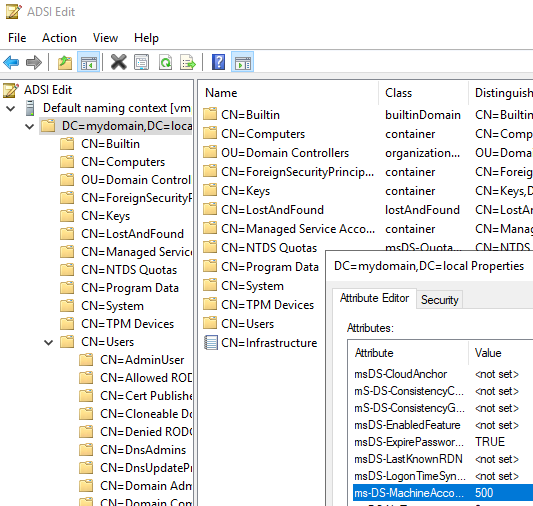 ADSI Edit
File Action View Help
ADSI Edit
Default naming context [vm
DC=mydomain,DC=loca
CN=Builtin
CN=Computers
OU=Domain Control
CN=ForeignSecurityP
CN=Keys
CN=LostAndFound
CN=Managed Service
CN=NTDS Quotas
CN=Program Data
CN=System
CN=TPM Devices
CN=Users
CN=AdminUser
CN=Allowed ROD
CN=Cert Publishe
CN=Cloneable Do
CN=Denied RODC
CN=DnsAdmins
CN=DnsUpdatePr
CN=Domain Adm
CN=Domain Com
Name Class Distinguish
CN=Builtin builtinDomain CN=Builtin
CN=Computers container CN=Comp
OU=Domain Controllers organization... OU=Doma
CN=ForeignSecurityPrincip... container CN=Foreig
CN=Keys container CN=Keys,D
CN=LostAndFound lostAndFound CN=LostA
CN=Managed Service Acco... container CN=Mana
CN=NTDS Quotas msDS-Quota... CN=NTDS
CN=Program Data
CN=System
CN=TPM Devices
CN=Users
CN=Infrastructure
DC=mydomain,DC=local Properties
Attribute Editor Security
Attributes:
Attribute Value
msDS-CloudAnchor <not set>
mS-DS-ConsistencyC... <not set>
mS-DS-ConsistencyG... <not set>
msDS-EnabledFeature <not set>
msDS-ExpirePasswor... TRUE
msDS-LastKnownRDN <not set>
msDS-LogonTimeSyn... <not set>
ms-DS-MachineAcco... 500